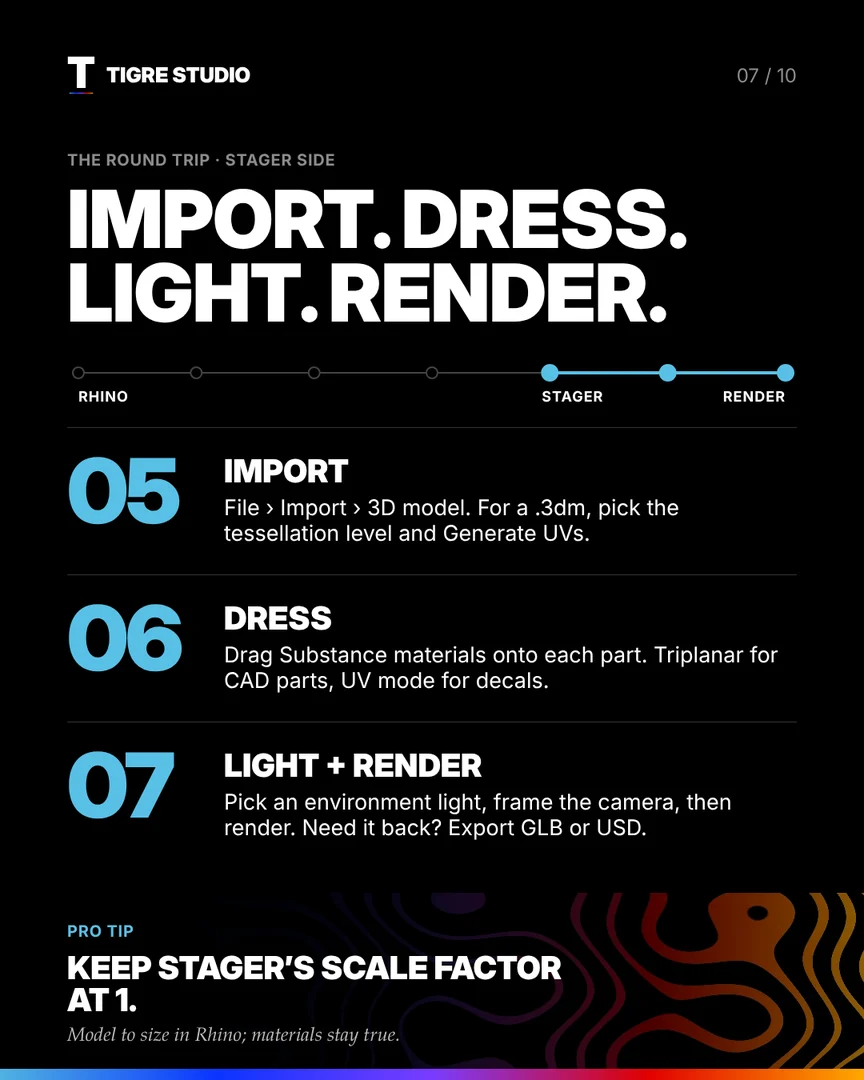 T TIGRE STUDIO
07 / 10
THE ROUND TRIP · STAGER SIDE
IMPORT. DRESS.
LIGHT. RENDER.
RHINO
STAGER
RENDER
05
IMPORT
File › Import › 3D model. For a .3dm, pick the
tessellation level and Generate UVs.
06
DRESS
Drag Substance materials onto each part. Triplanar for
CAD parts, UV mode for decals.
07
LIGHT + RENDER
Pick an environment light, frame the camera, then
render. Need it back? Export GLB or USD.
PRO TIP
KEEP STAGER’S SCALE FACTOR
AT 1.
Model to size in Rhino; materials stay true.